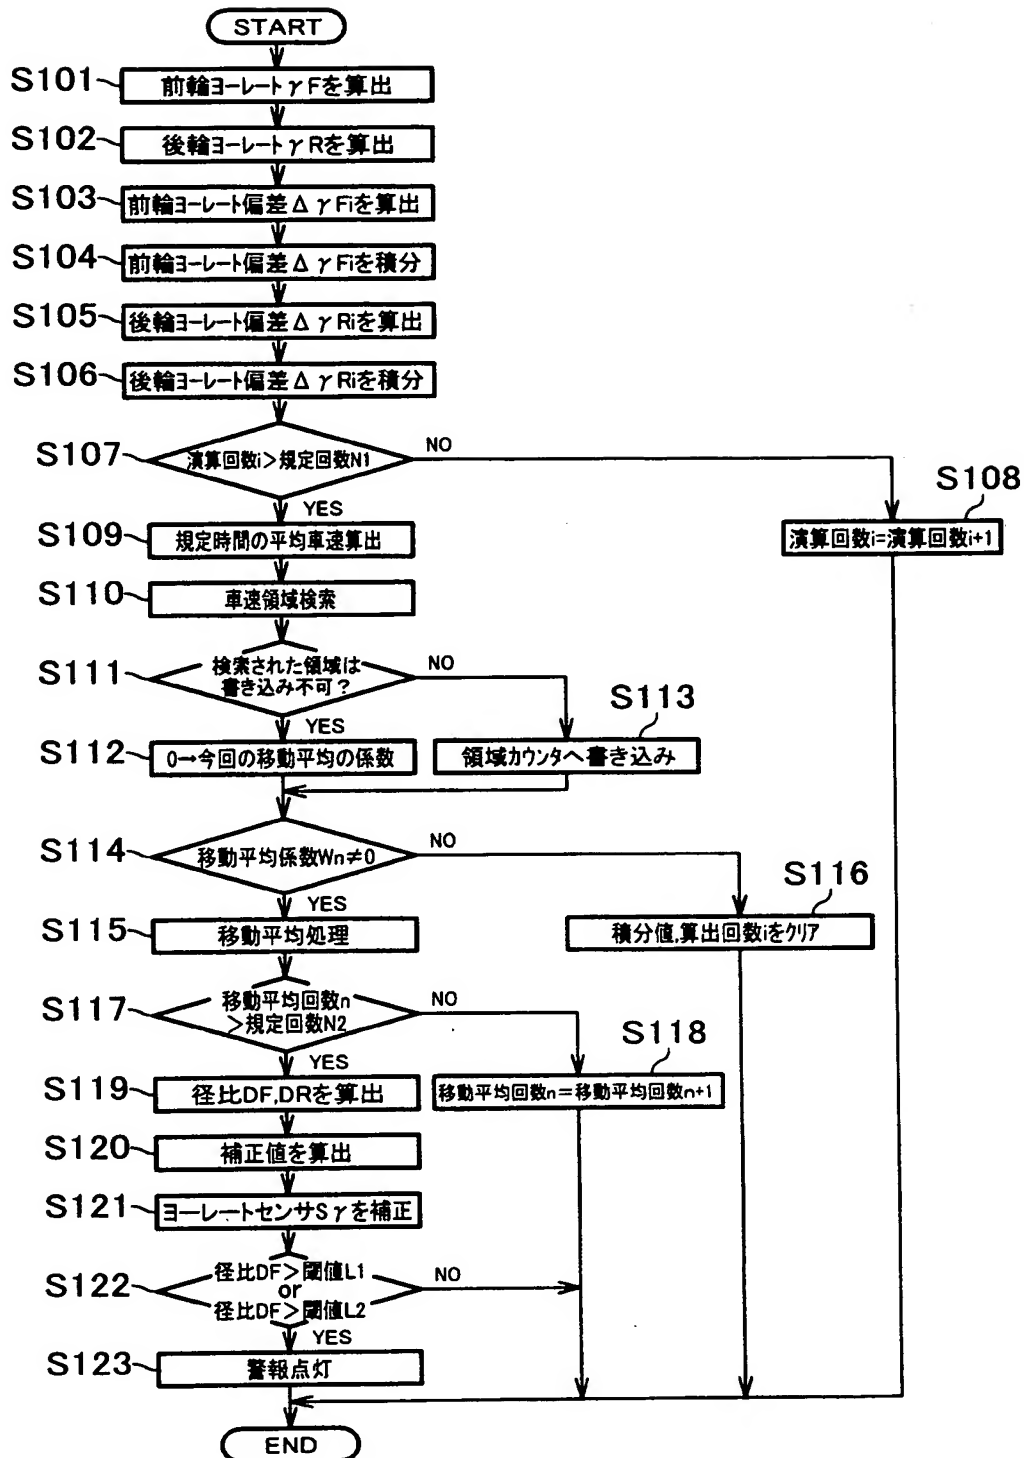 START
S101
前輪ヨーレートγFを算出
S102
後輪ヨーレートγRを算出
S103
前輪ヨーレート偏差ΔγFiを算出
S104
前輪ヨーレート偏差ΔγFiを積分
S105
後輪ヨーレート偏差ΔγRiを算出
S106
後輪ヨーレート偏差ΔγRiを積分
S107
演算回数i>規定回数N1
NO
YES
S108
演算回数i=演算回数i+1
S109
規定時間の平均車速算出
S110
車速領域検索
S111
検索された領域は
書き込み不可?
NO
YES
S112
0→今回の移動平均の係数
S113
領域カウンタへ書き込み
S114
移動平均係数Wn≠0
NO
YES
S115
移動平均処理
S116
積分値,算出回数iをクリア
S117
移動平均回数n
>規定回数N2
NO
YES
S118
移動平均回数n=移動平均回数n+1
S119
径比DF,DRを算出
S120
補正値を算出
S121
ヨーレートセンサSγを補正
S122
径比DF>閾値L1
or
径比DF>閾値L2
NO
YES
S123
警報点灯
END